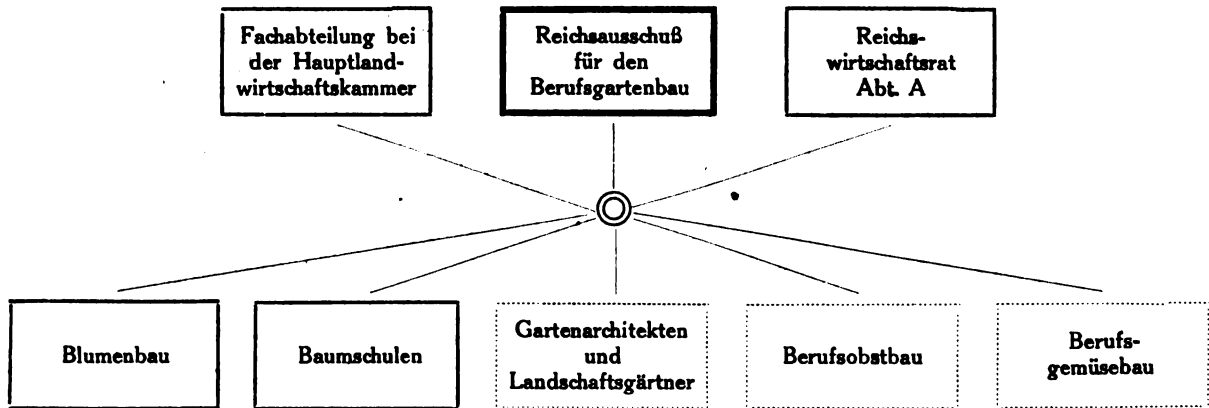 Fachabteilung bei
der Hauptland-
wirtschaftskammer
Reichsausschuß
für den
Berufsgartenbau
Reichs-
wirtschaftsrat
Abt. A
Blumenbau
Baumschulen
Gartenarchitekten
und
Landschaftsgärtner
Berufsobstbau
Berufs-
gemüsebau